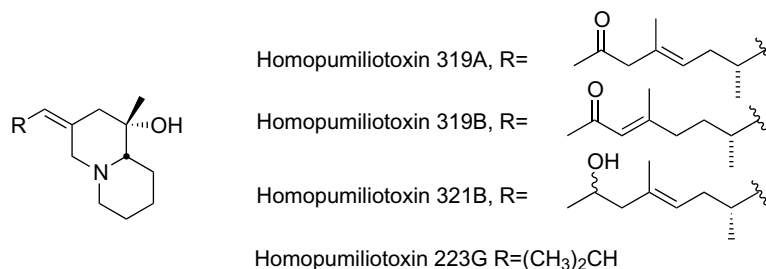 O
Homopumiliotoxin 319A, R=
O
R
OH
Homopumiliotoxin 319B, R=
N
OH
Homopumiliotoxin 321B, R=
Homopumiliotoxin 223G R=(CH₃)₂CH